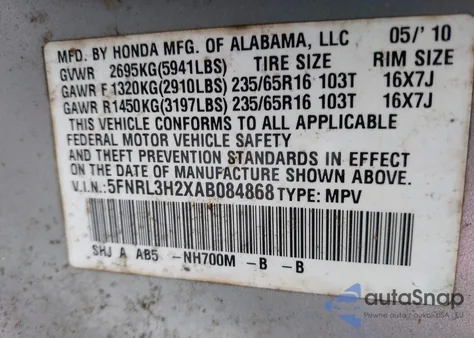 MFD. BY HONDA MFG. OF ALABAMA, LLC 05/'10
GVWR 2695KG(5941LBS) TIRE SIZE RIM SIZE
GAWR F1320KG(2910LBS) 235/65R16 103T 16X7J
GAWR R1450KG(3197LBS) 235/65R16 103T 16X7J
THIS VEHICLE CONFORMS TO ALL APPLICABLE
FEDERAL MOTOR VEHICLE SAFETY
AND THEFT PREVENTION STANDARDS IN EFFECT
ON THE DATE OF MANUFACTURE SHOWN ABOVE.
V.I.N.: 5FNRL3H2XAB084868 TYPE: MPV
SHJ A AB5 -NH700M -B -B
autoSnap